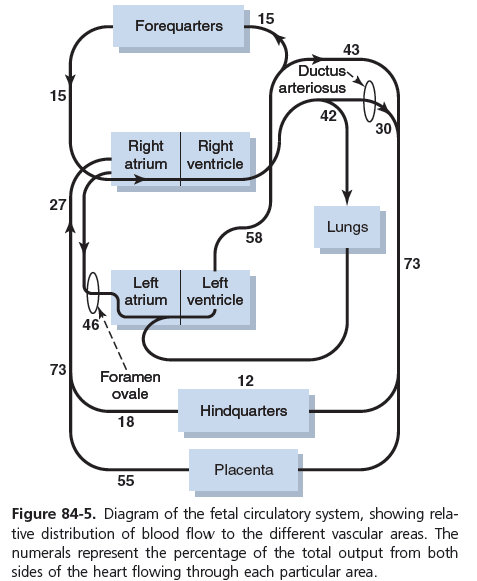 Forequarters
15
43
Ductus
arteriosus
15
42
30
Right
atrium
Right
ventricle
27
Lungs
58
73
Left
atrium
Left
ventricle
46
73
Foramen
ovale
12
Hindquarters
18
Placenta
55
Figure 84-5. Diagram of the fetal circulatory system, showing rela-
tive distribution of blood flow to the different vascular areas. The
numerals represent the percentage of the total output from both
sides of the heart flowing through each particular area.